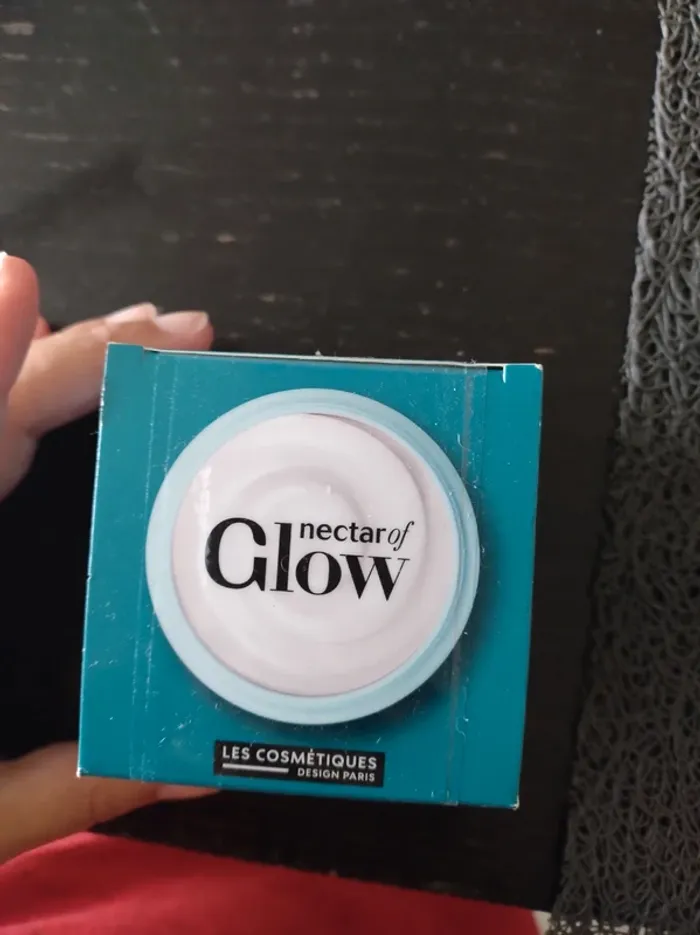 nectar of
Glow
LES COSMÉTIQUES
DESIGN PARIS